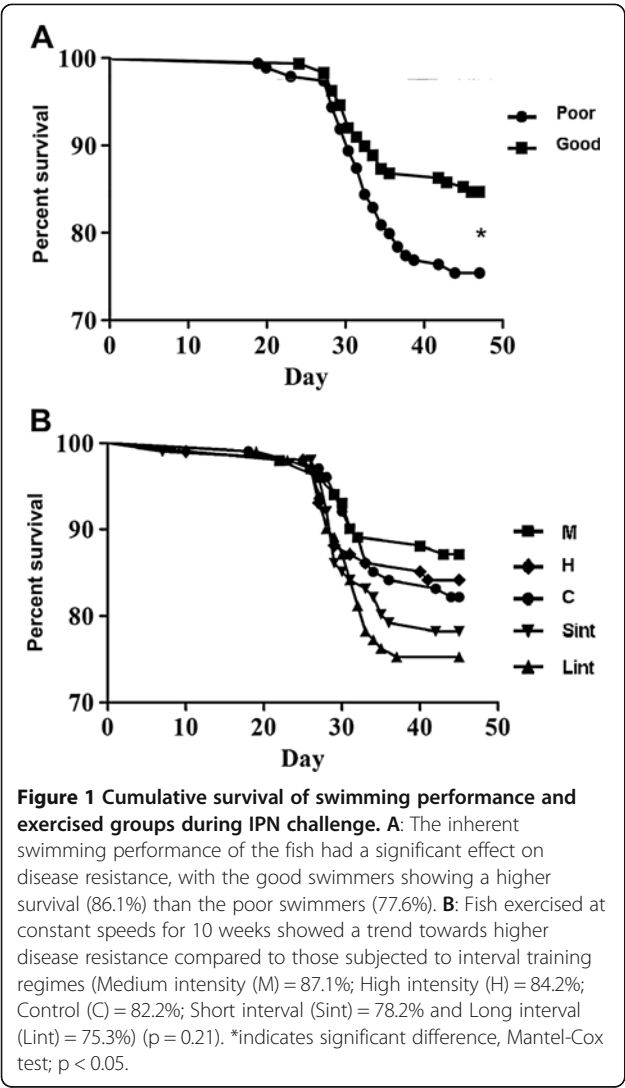 A
100
90
80
70
Percent survival
Poor
Good
*
0 10 20 30 40 50
Day
B
100
90
80
70
Percent survival
M
H
C
Sint
Lint
0 10 20 30 40 50
Day
Figure 1 Cumulative survival of swimming performance and
exercised groups during IPN challenge. A: The inherent
swimming performance of the fish had a significant effect on
disease resistance, with the good swimmers showing a higher
survival (86.1%) than the poor swimmers (77.6%). B: Fish exercised at
constant speeds for 10 weeks showed a trend towards higher
disease resistance compared to those subjected to interval training
regimes (Medium intensity (M) = 87.1%; High intensity (H) = 84.2%;
Control (C) = 82.2%; Short interval (Sint) = 78.2% and Long interval
(Lint) = 75.3%) (p = 0.21). *indicates significant difference, Mantel-Cox
test; p < 0.05.